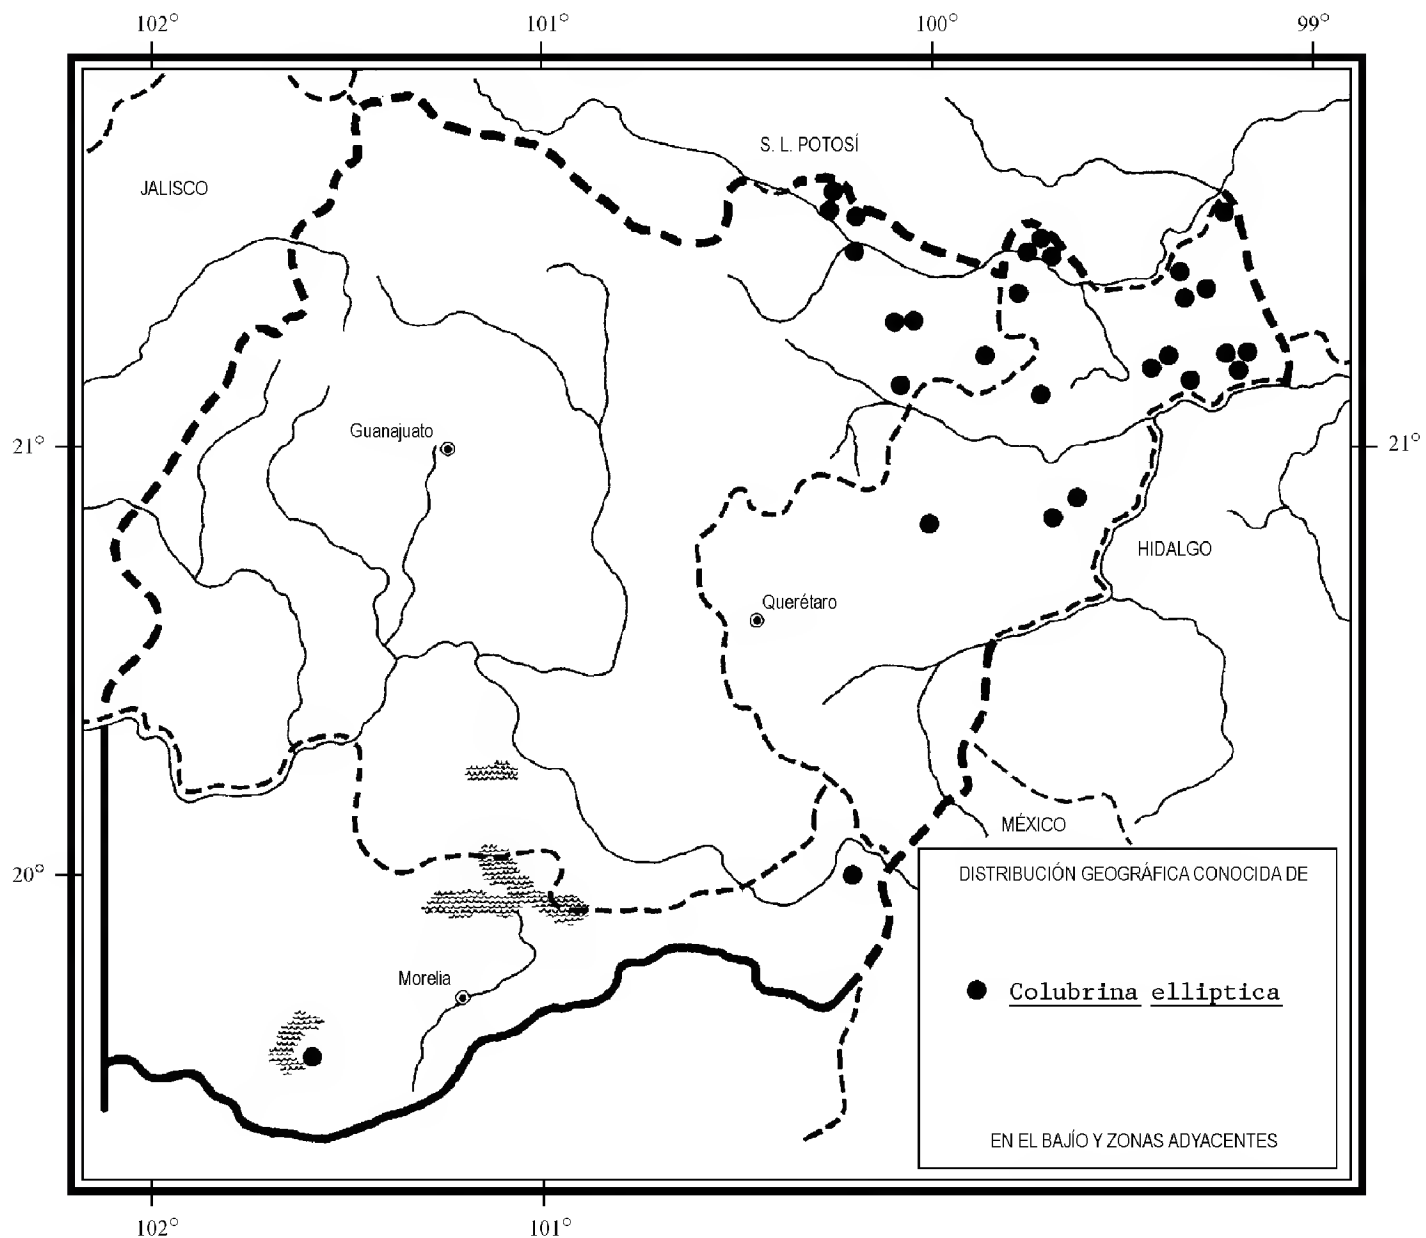 102° 101° 100° 99°
S. L. POTOSÍ
JALISCO
Guanajuato
21° 21°
HIDALGO
Querétaro
MÉXICO
20°
DISTRIBUCIÓN GEOGRÁFICA CONOCIDA DE
Morelia
Colubrina elliptica
EN EL BAJÍO Y ZONAS ADYACENTES
102° 101°